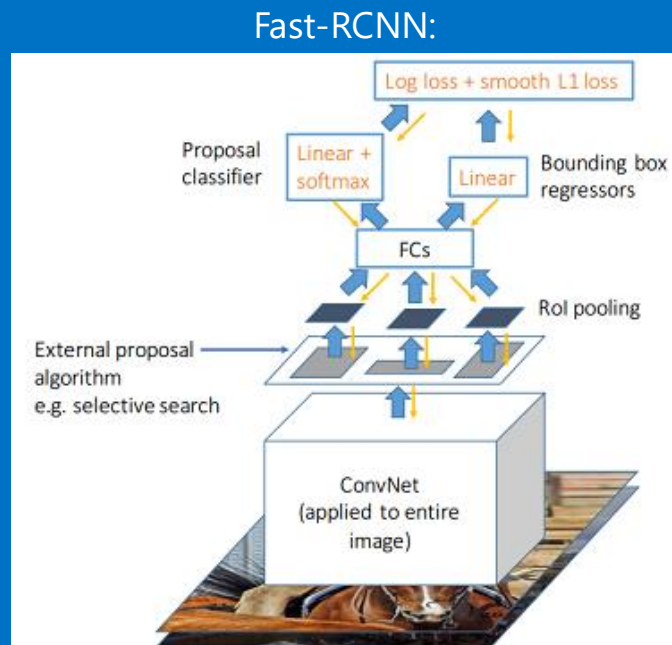 Fast-RCNN:
Log loss + smooth L1 loss
Proposal
classifier
Linear +
softmax
Linear
Bounding box
regressors
FCs
RoI pooling
External proposal
algorithm
e.g. selective search
ConvNet
(applied to entire
image)